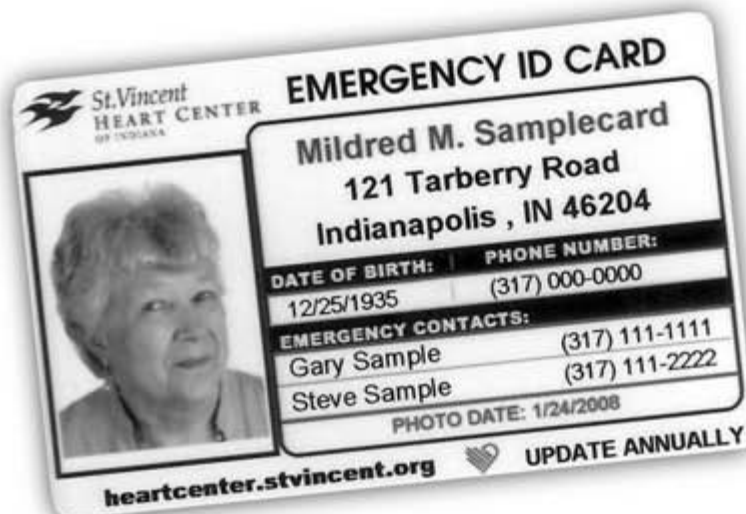 St.Vincent
HEART CENTER
OF INDIANA
EMERGENCY ID CARD
Mildred M. Samplecard
121 Tarberry Road
Indianapolis , IN 46204
DATE OF BIRTH: PHONE NUMBER:
12/25/1935 (317) 000-0000
EMERGENCY CONTACTS:
Gary Sample (317) 111-1111
Steve Sample (317) 111-2222
PHOTO DATE: 1/24/2008
heartcenter.stvincent.org UPDATE ANNUALLY